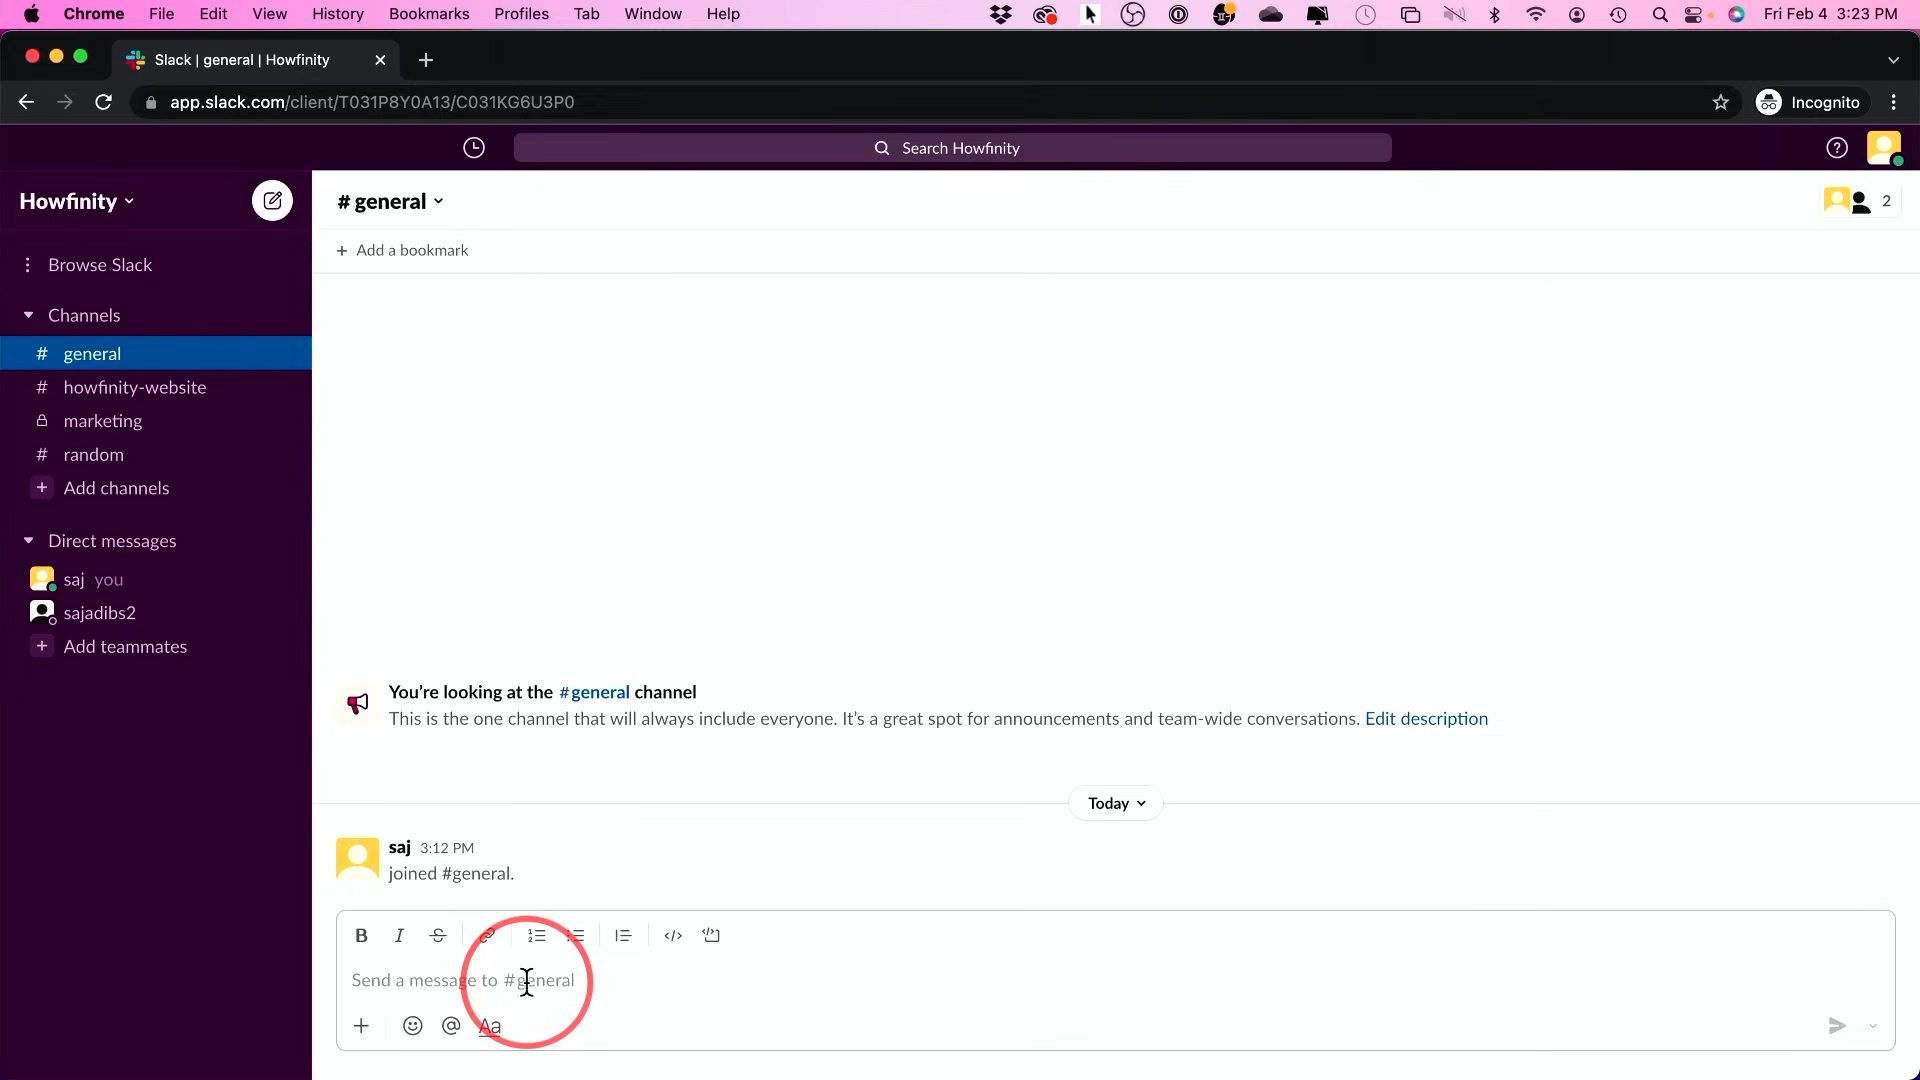 Chrome File Edit View History Bookmarks Profiles Tab Window Help Fri Feb 4 3:23 PM
Slack | general | Howfinity
app.slack.com/client/T031P8Y0A13/C031KG6U3P0 Incognito
Search Howfinity
Howfinity
# general
2
+ Add a bookmark
Browse Slack
Channels
# general
# howfinity-website
marketing
# random
+ Add channels
Direct messages
saj you
sajadibs2
+ Add teammates
You're looking at the #general channel
This is the one channel that will always include everyone. It's a great spot for announcements and team-wide conversations. Edit description
Today
saj 3:12 PM
joined #general.
B I S
Send a message to #general
+ @ Aa